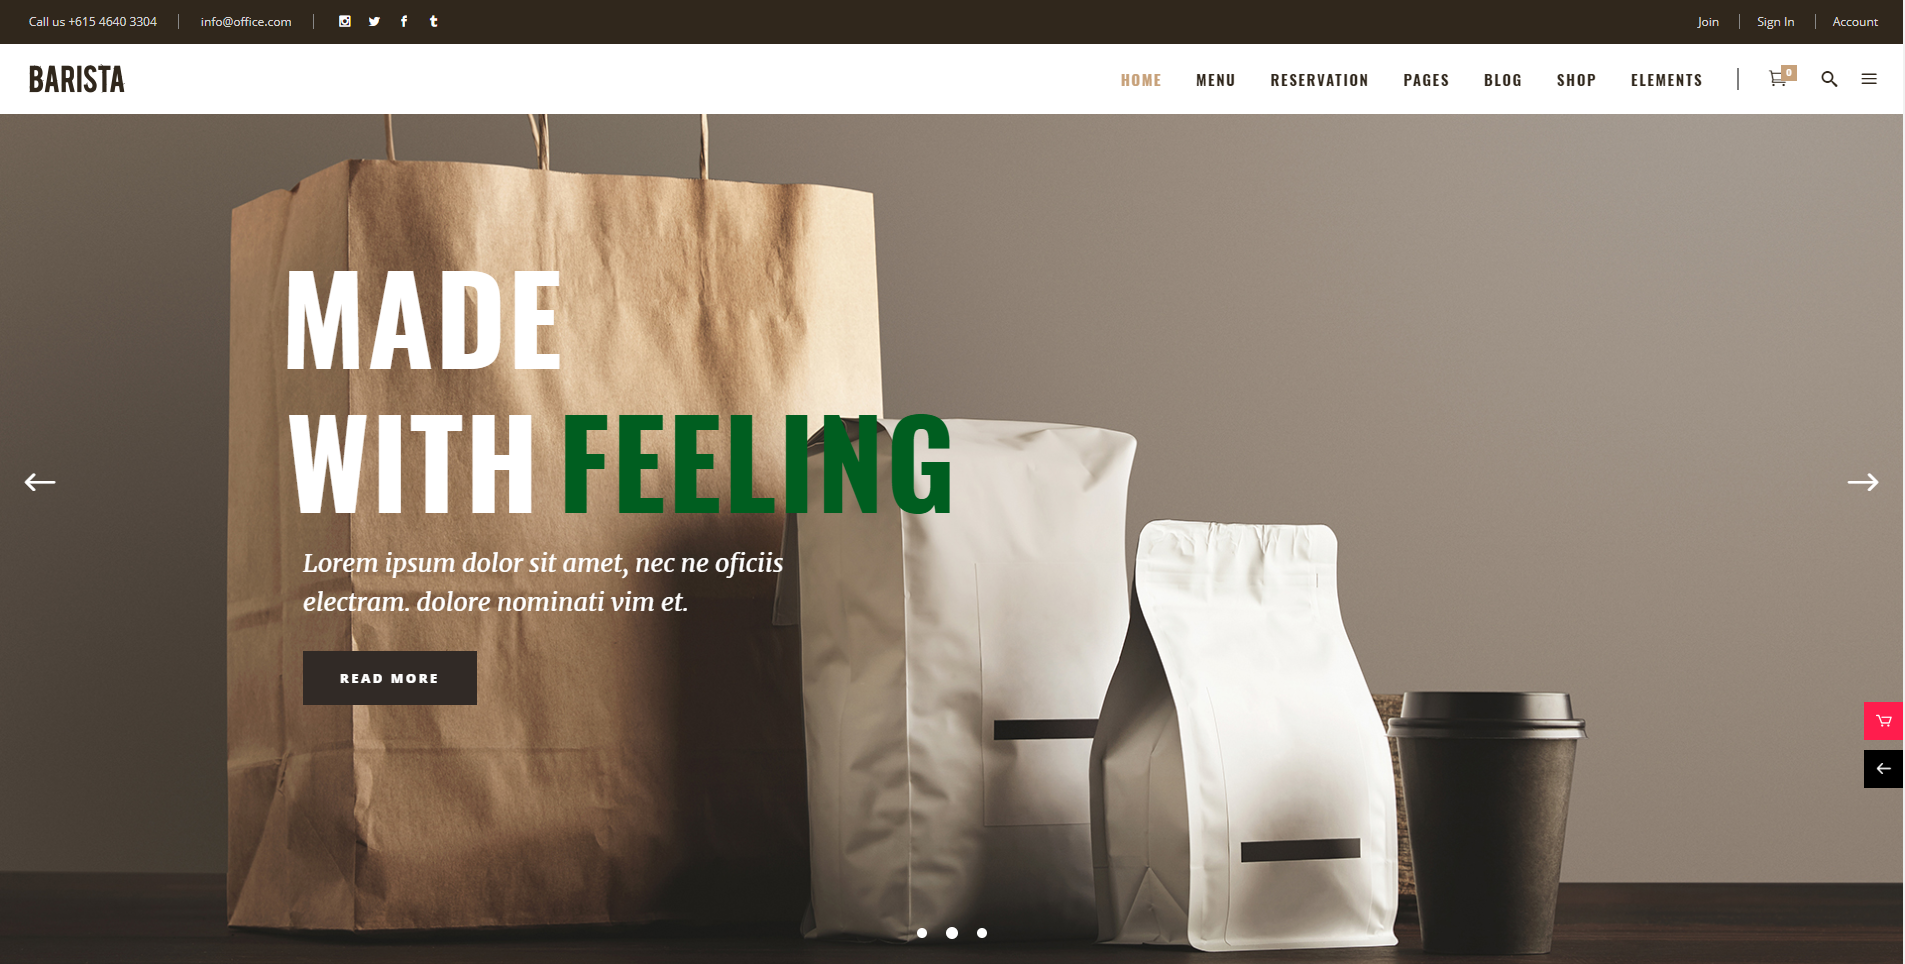 Call us +615 4640 3304
info@office.com
Join
Sign In
Account
BARISTA
HOME
MENU
RESERVATION
PAGES
BLOG
SHOP
ELEMENTS
0
MADE
WITH FEELING
Lorem ipsum dolor sit amet, nec ne oficiis
electram. dolore nominati vim et.
READ MORE